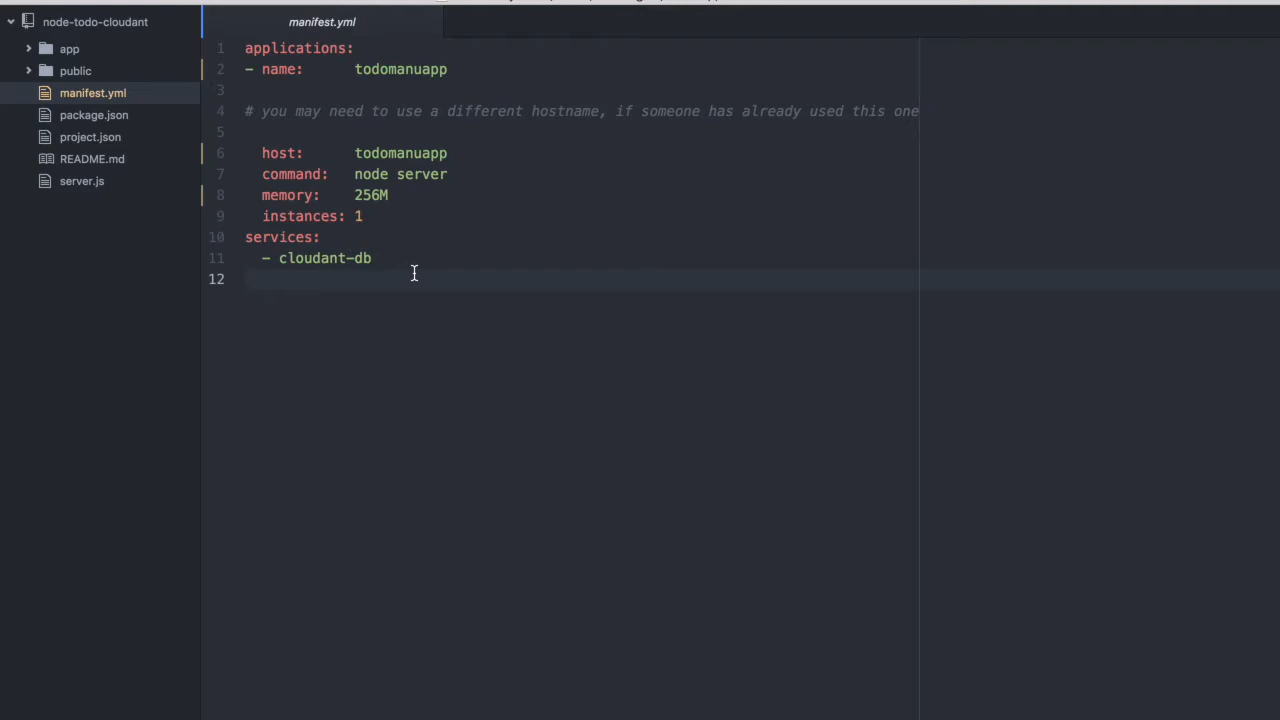 node-todo-cloudant
app
public
manifest.yml
package.json
project.json
README.md
server.js
manifest.yml
1 applications:
2 - name: todomanuapp
3
4 # you may need to use a different hostname, if someone has already used this one
5
6 host: todomanuapp
7 command: node server
8 memory: 256M
9 instances: 1
10 services:
11 - cloudant-db
12